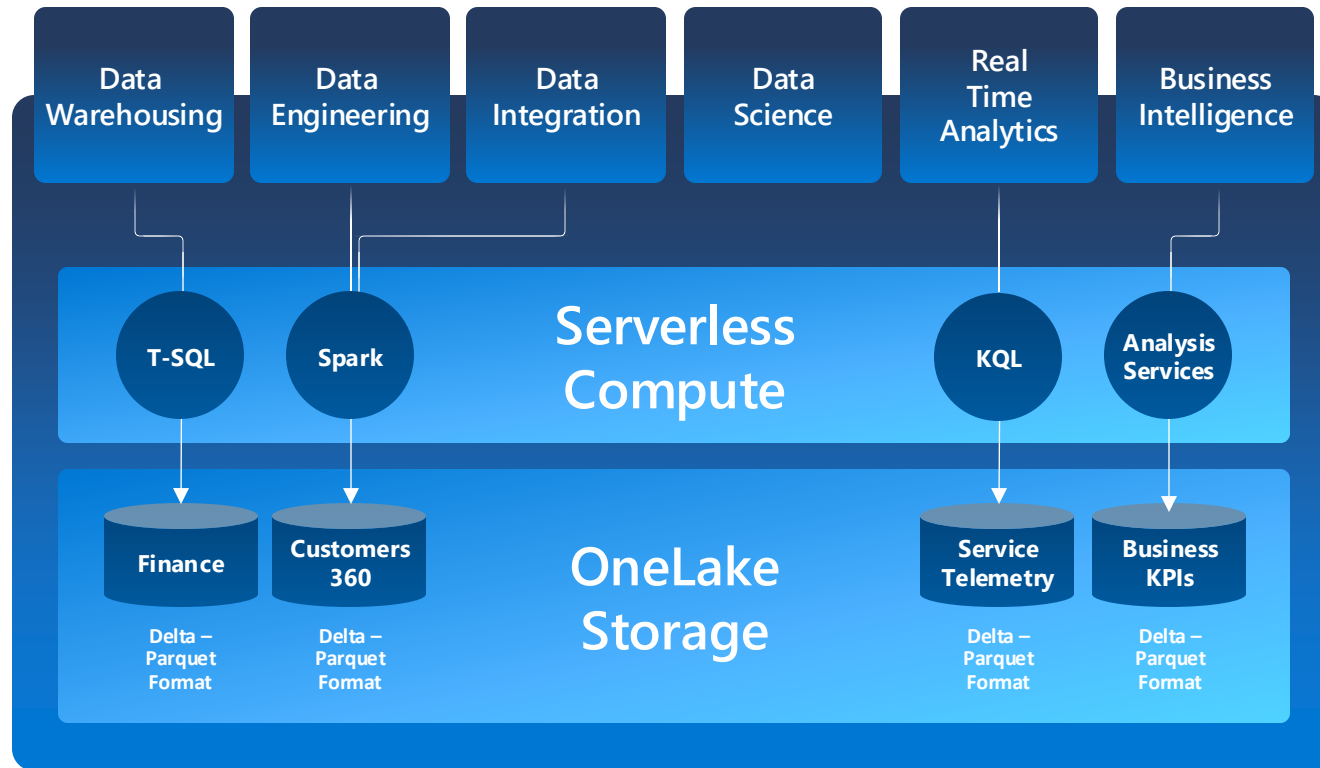 Data
Warehousing
Data
Engineering
Data
Integration
Data
Science
Real
Time
Analytics
Business
Intelligence
T-SQL
Spark
Serverless
Compute
KQL
Analysis
Services
Finance
Customers
360
OneLake
Storage
Service
Telemetry
Business
KPIs
Delta –
Parquet
Format
Delta –
Parquet
Format
Delta –
Parquet
Format
Delta –
Parquet
Format